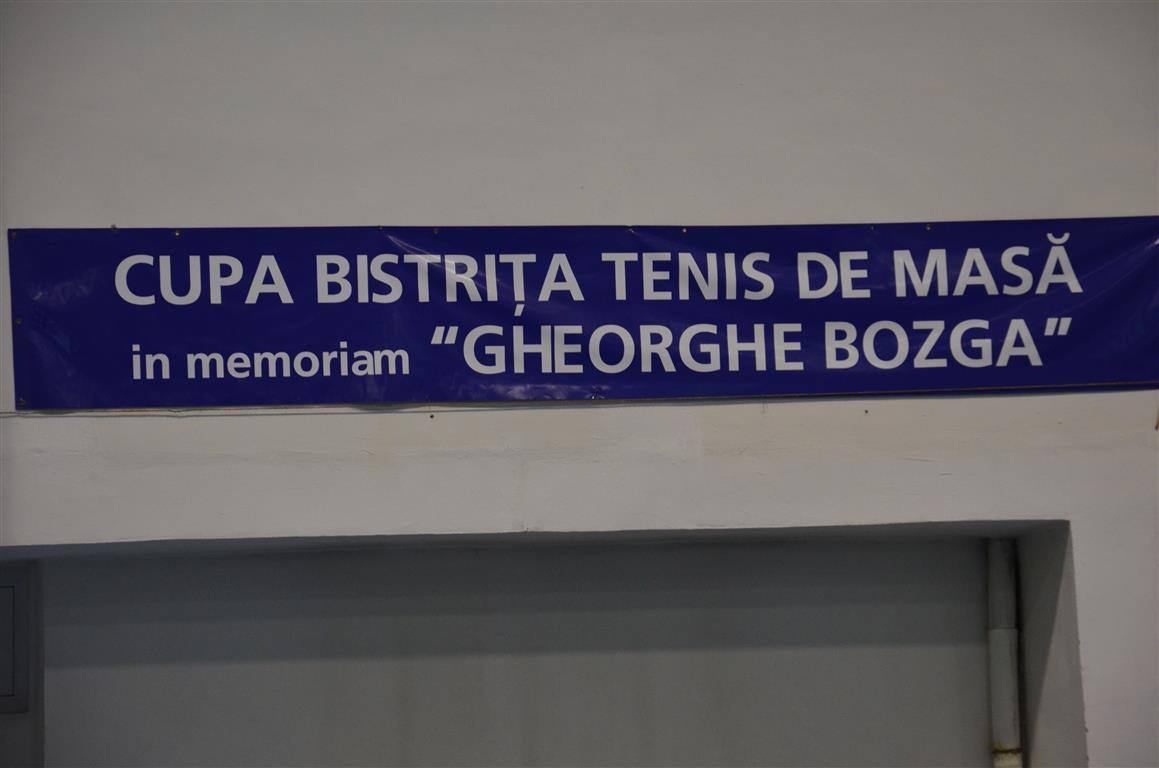 CUPA BISTRIȚA TENIS DE MASĂ
in memoriam "GHEORGHE BOZGA"